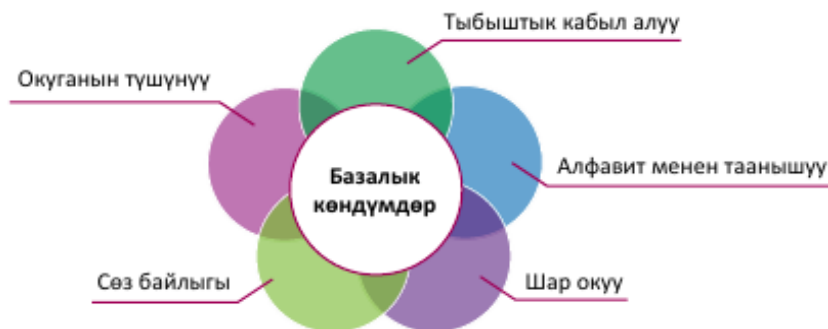 Тыбыштык кабыл алуу
Окуганын түшүнүү
Алфавит менен таанышуу
Базалык
көндүмдөр
Сөз байлыгы
Шар окуу